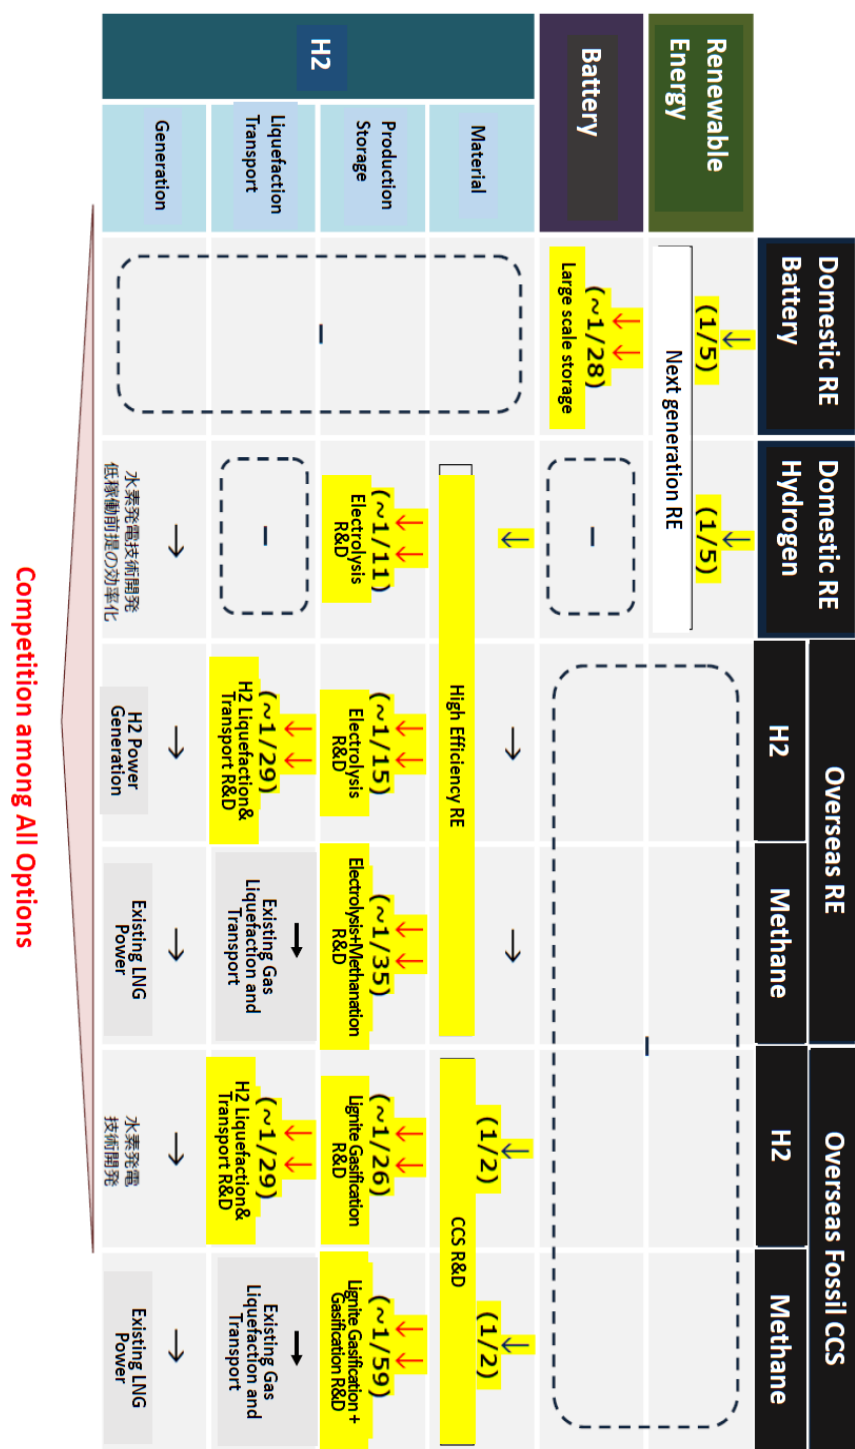 Domestic RE
Battery
Domestic RE
Hydrogen
Overseas RE
Overseas Fossil CCS
H2
Methane
H2
Methane
Renewable
Energy
(1/5)
(1/5)
Next generation RE
Battery
(~1/28)
Large scale storage
H2
Material
(1/2)
(1/2)
High Efficiency RE
CCS R&D
Production
Storage
(~1/11)
Electrolysis
R&D
(~1/15)
Electrolysis
R&D
(~1/35)
Electrolysis+Methanation
R&D
(~1/26)
Lignite Gasification
R&D
(~1/59)
Lignite Gasification +
Gasification R&D
Liquefaction
Transport
(~1/29)
H2 Liquefaction&
Transport R&D
Existing Gas
Liquefaction and
Transport
(~1/29)
H2 Liquefaction&
Transport R&D
Existing Gas
Liquefaction and
Transport
Generation
水素発電技術開発
低稼働前提の効率化
H2 Power
Generation
Existing LNG
Power
水素発電
技術開発
Existing LNG
Power
Competition among All Options